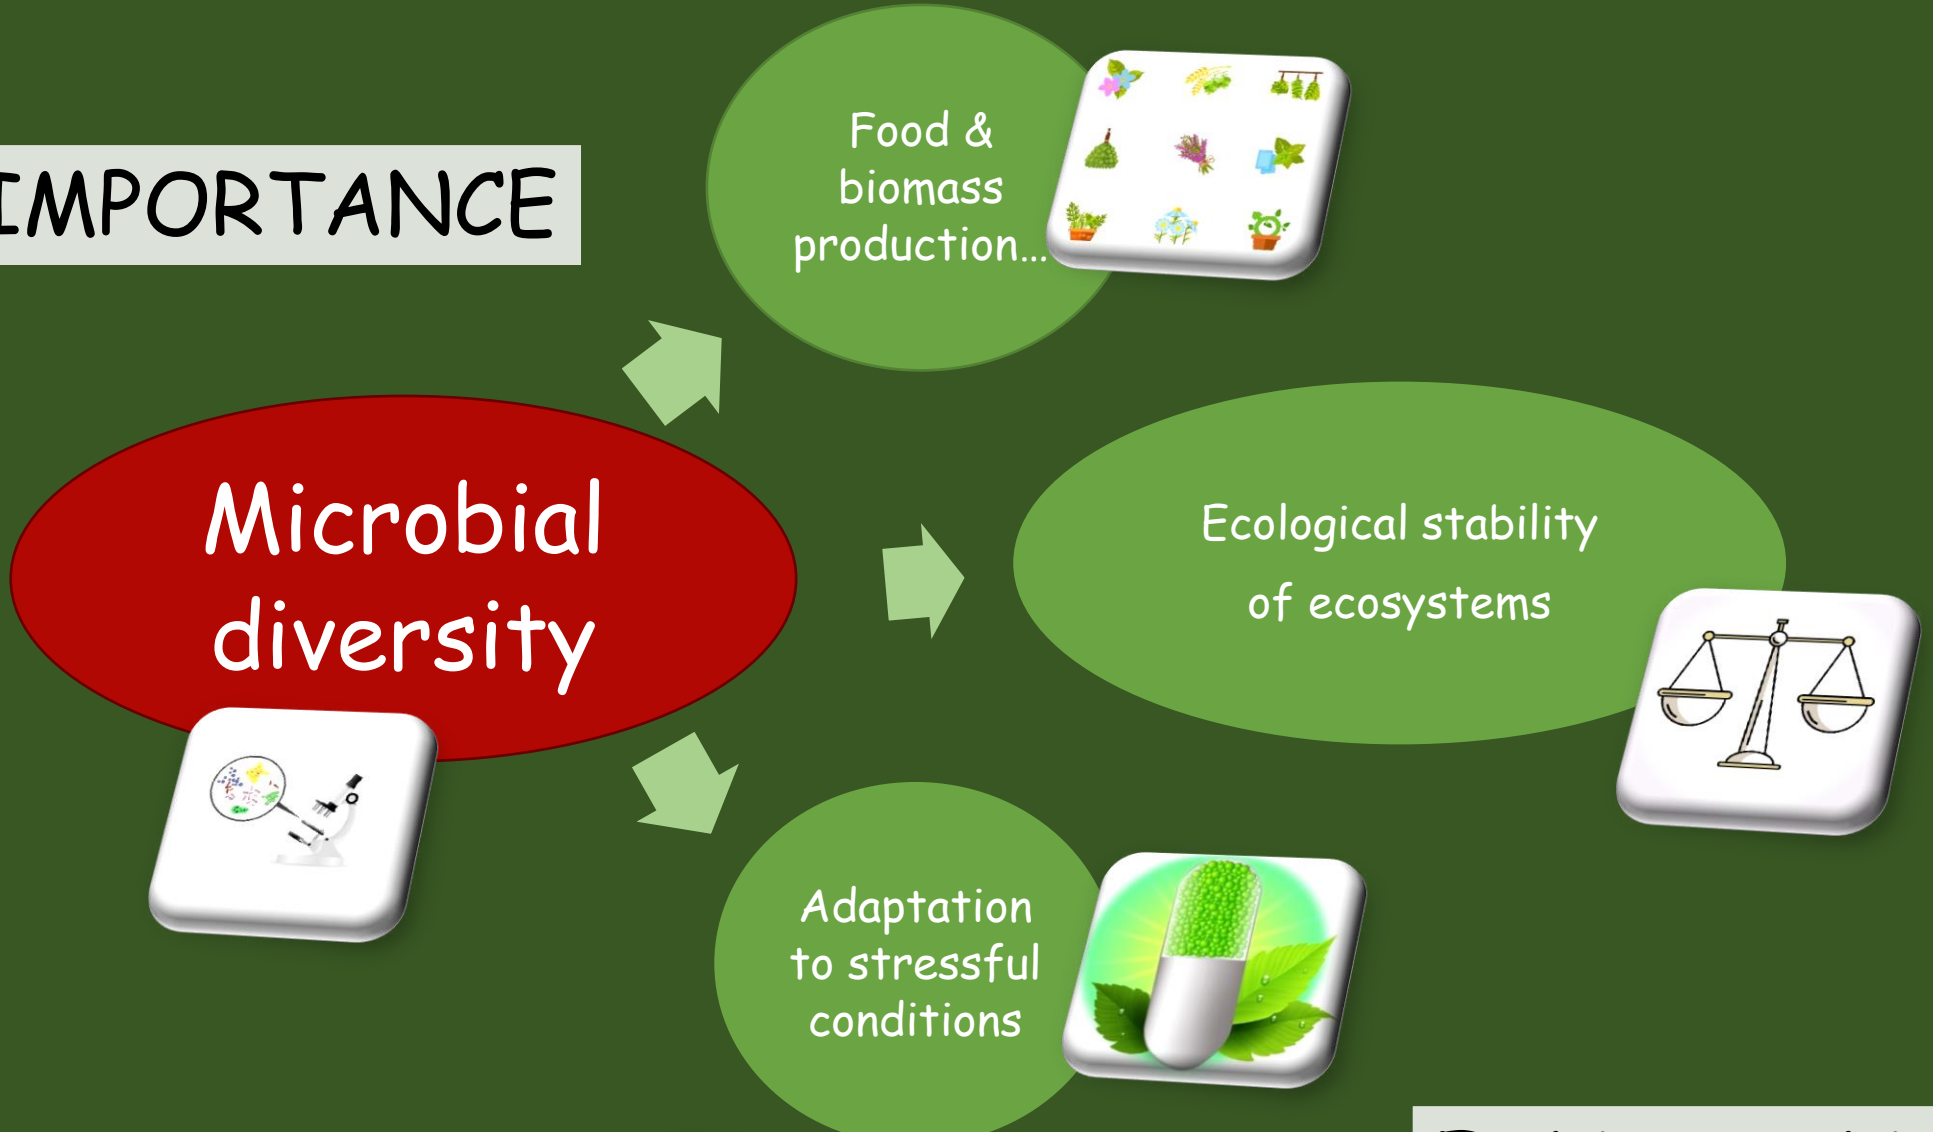 IMPORTANCE
Food &
biomass
production…
Microbial
diversity
Ecological stability
of ecosystems
Adaptation
to stressful
conditions